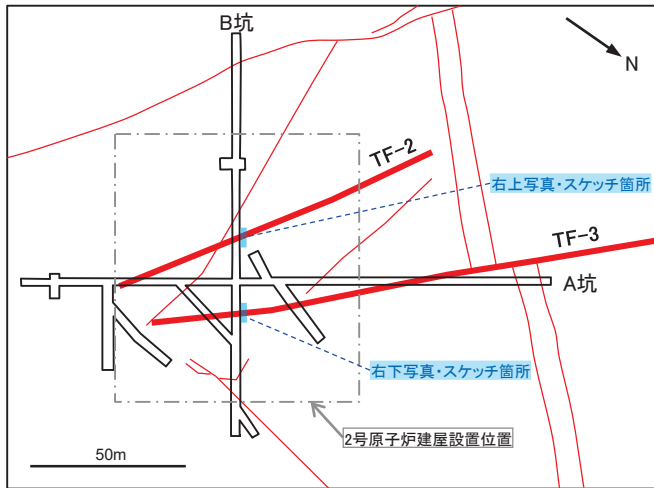 B坑
N
TF-2
右上写真・スケッチ箇所
TF-3
A坑
右下写真・スケッチ箇所
2号原子炉建屋設置位置
50m